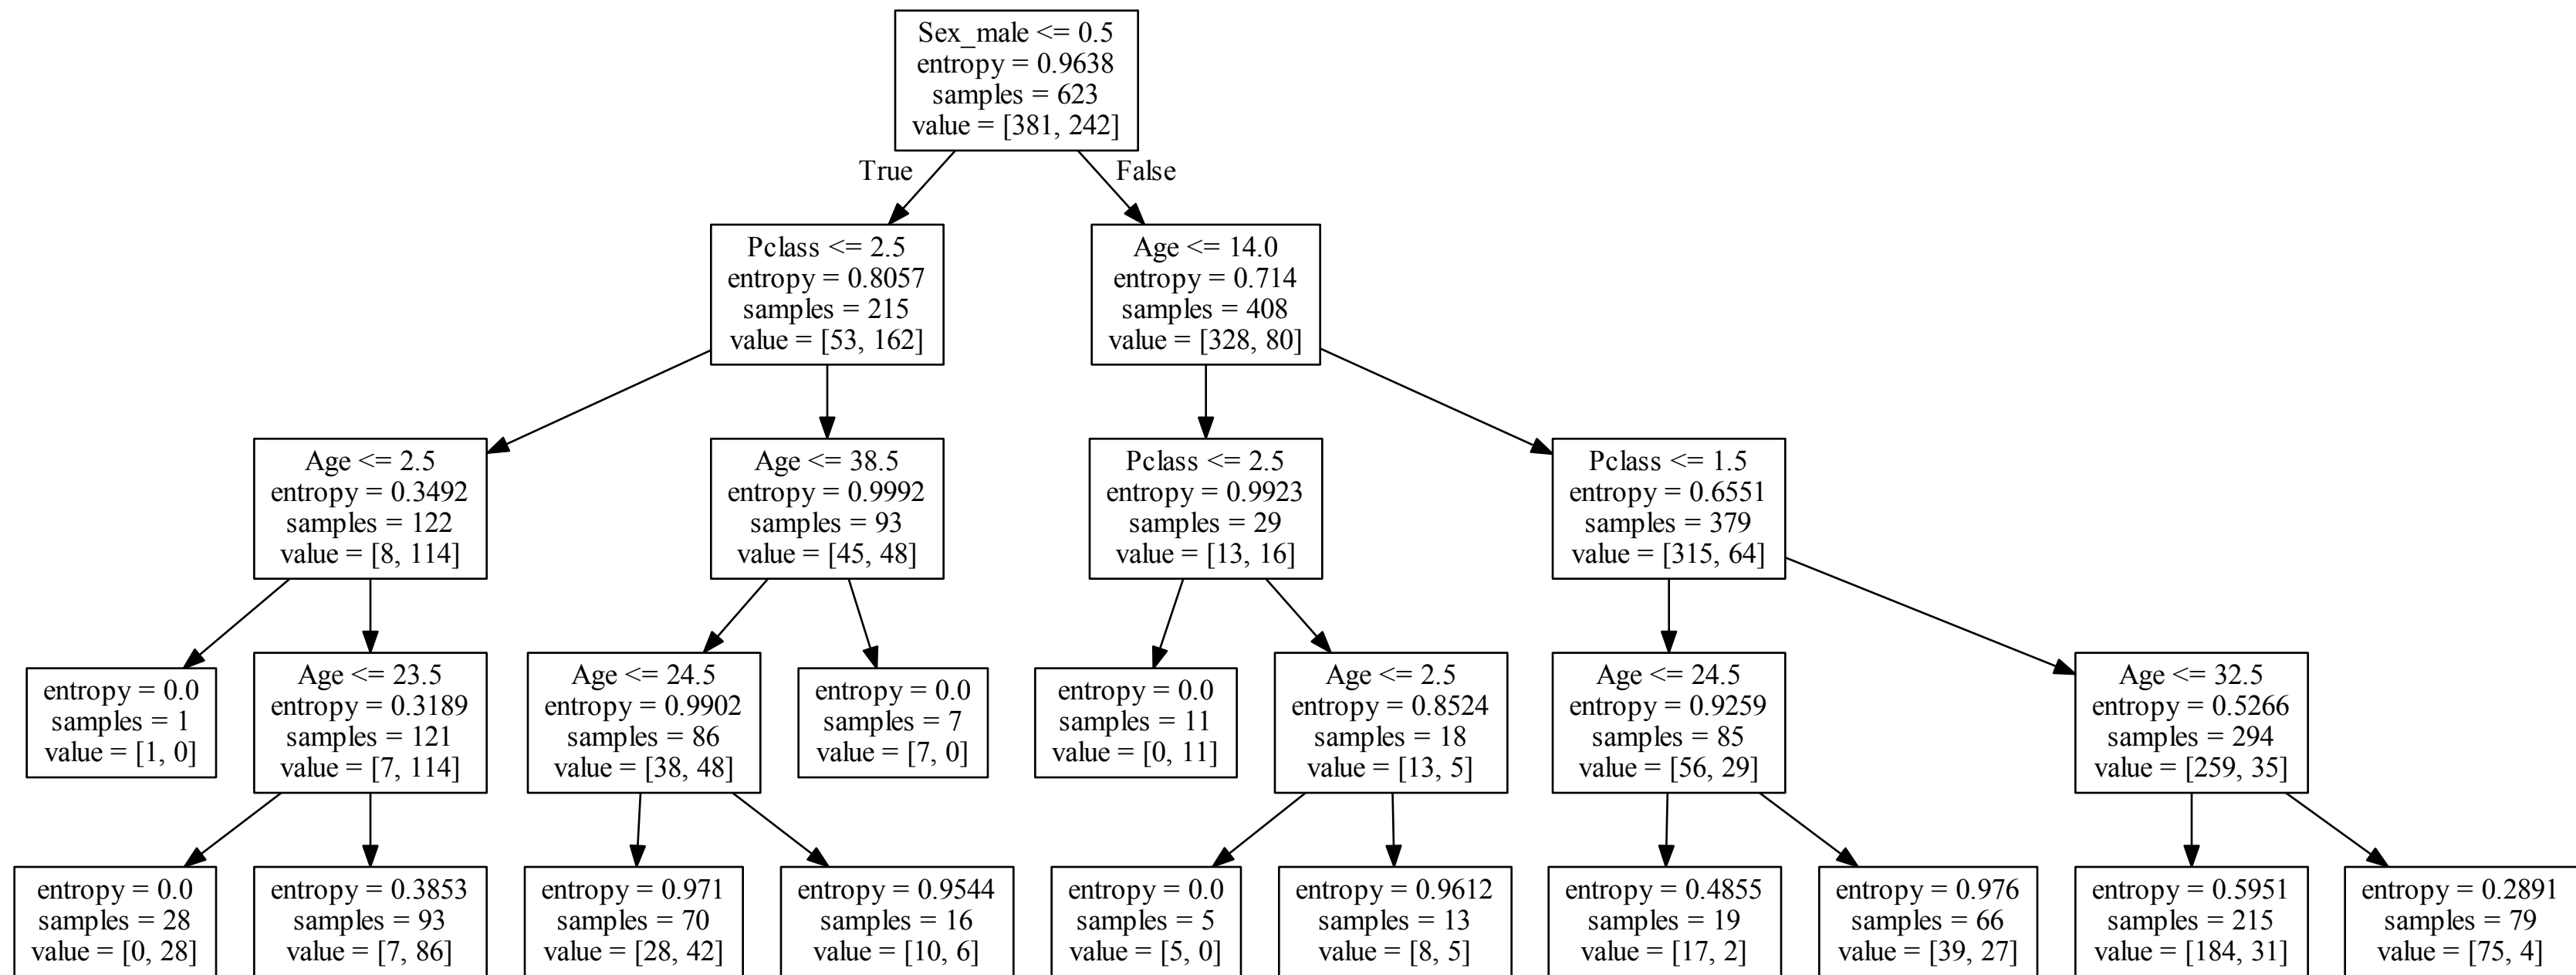 Sex_male <= 0.5
entropy = 0.9638
samples = 623
value = [381, 242]
True
False
Pclass <= 2.5
entropy = 0.8057
samples = 215
value = [53, 162]
Age <= 14.0
entropy = 0.714
samples = 408
value = [328, 80]
Age <= 2.5
entropy = 0.3492
samples = 122
value = [8, 114]
Age <= 38.5
entropy = 0.9992
samples = 93
value = [45, 48]
Pclass <= 2.5
entropy = 0.9923
samples = 29
value = [13, 16]
Pclass <= 1.5
entropy = 0.6551
samples = 379
value = [315, 64]
entropy = 0.0
samples = 1
value = [1, 0]
Age <= 23.5
entropy = 0.3189
samples = 121
value = [7, 114]
Age <= 24.5
entropy = 0.9902
samples = 86
value = [38, 48]
entropy = 0.0
samples = 7
value = [7, 0]
entropy = 0.0
samples = 11
value = [0, 11]
Age <= 2.5
entropy = 0.8524
samples = 18
value = [13, 5]
Age <= 24.5
entropy = 0.9259
samples = 85
value = [56, 29]
Age <= 32.5
entropy = 0.5266
samples = 294
value = [259, 35]
entropy = 0.0
samples = 28
value = [0, 28]
entropy = 0.3853
samples = 93
value = [7, 86]
entropy = 0.971
samples = 70
value = [28, 42]
entropy = 0.9544
samples = 16
value = [10, 6]
entropy = 0.0
samples = 5
value = [5, 0]
entropy = 0.9612
samples = 13
value = [8, 5]
entropy = 0.4855
samples = 19
value = [17, 2]
entropy = 0.976
samples = 66
value = [39, 27]
entropy = 0.5951
samples = 215
value = [184, 31]
entropy = 0.2891
samples = 79
value = [75, 4]